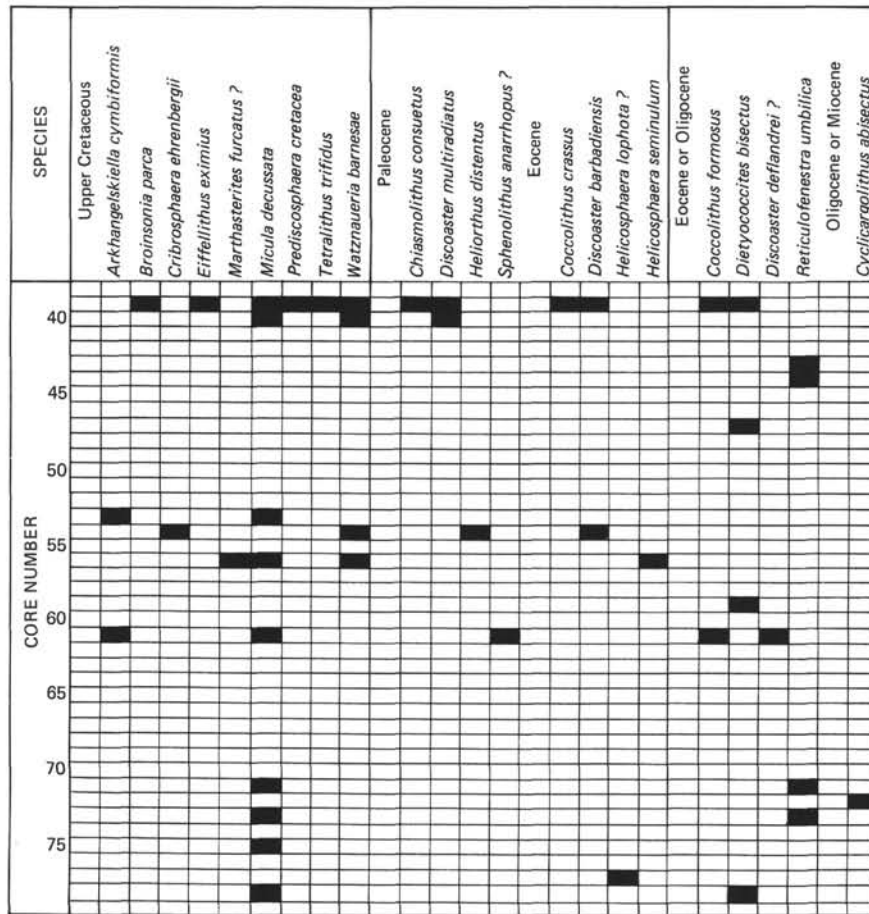 SPECIES
Upper Cretaceous
Arkhangelskiella cymbiformis
Broinsonia parca
Cribrosphaera ehrenbergii
Eiffellithus eximius
Marthasterites furcatus ?
Micula decussata
Prediscosphaera cretacea
Tetralithus trifidus
Watznaueria barnesae
Paleocene
Chiasmolithus consuetus
Discoaster multiradiatus
Heliorthus distentus
Sphenolithus anarrhopus ?
Eocene
Coccolithus crassus
Discoaster barbadiensis
Helicosphaera lophota ?
Helicosphaera seminulum
Eocene or Oligocene
Coccolithus formosus
Dietyococcites bisectus
Discoaster deflandrei ?
Reticulofenestra umbilica
Oligocene or Miocene
Cyclicargolithus abisectus
CORE NUMBER
40
45
50
55
60
65
70
75